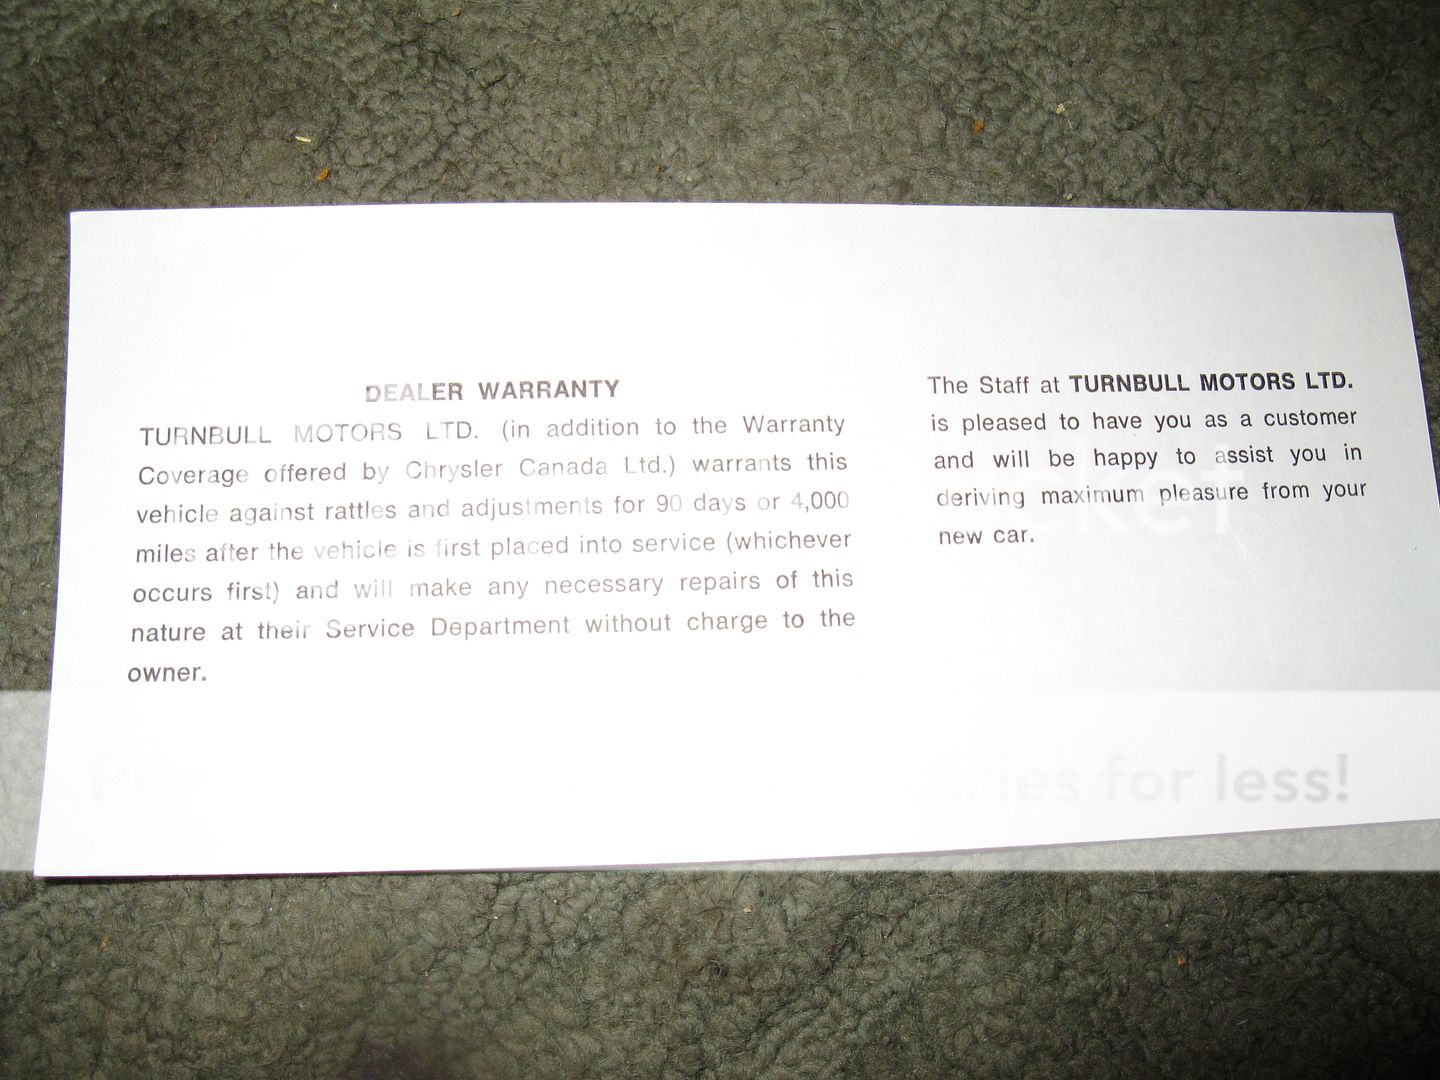 DEALER WARRANTY
TURNBULL MOTORS LTD. (in addition to the Warranty
Coverage offered by Chrysler Canada Ltd.) warrants this
vehicle against rattles and adjustments for 90 days or 4,000
miles after the vehicle is first placed into service (whichever
occurs first) and will make any necessary repairs of this
nature at their Service Department without charge to the
owner.
The Staff at TURNBULL MOTORS LTD.
is pleased to have you as a customer
and will be happy to assist you in
deriving maximum pleasure from your
new car.
for less!